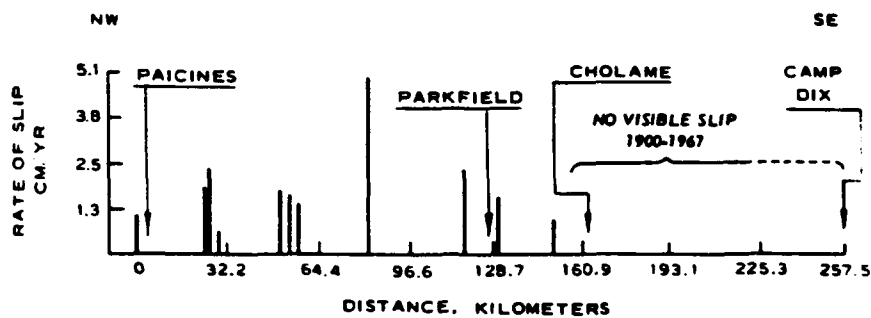 NW SE
5.1 PAICINES CHOLAME CAMP
DIX
3.8 PARKFIELD NO VISIBLE SLIP
1900-1967
2.5
1.3
RATE OF SLIP
CM/YR
0 32.2 64.4 96.6 128.7 160.9 193.1 225.3 257.5
DISTANCE, KILOMETERS